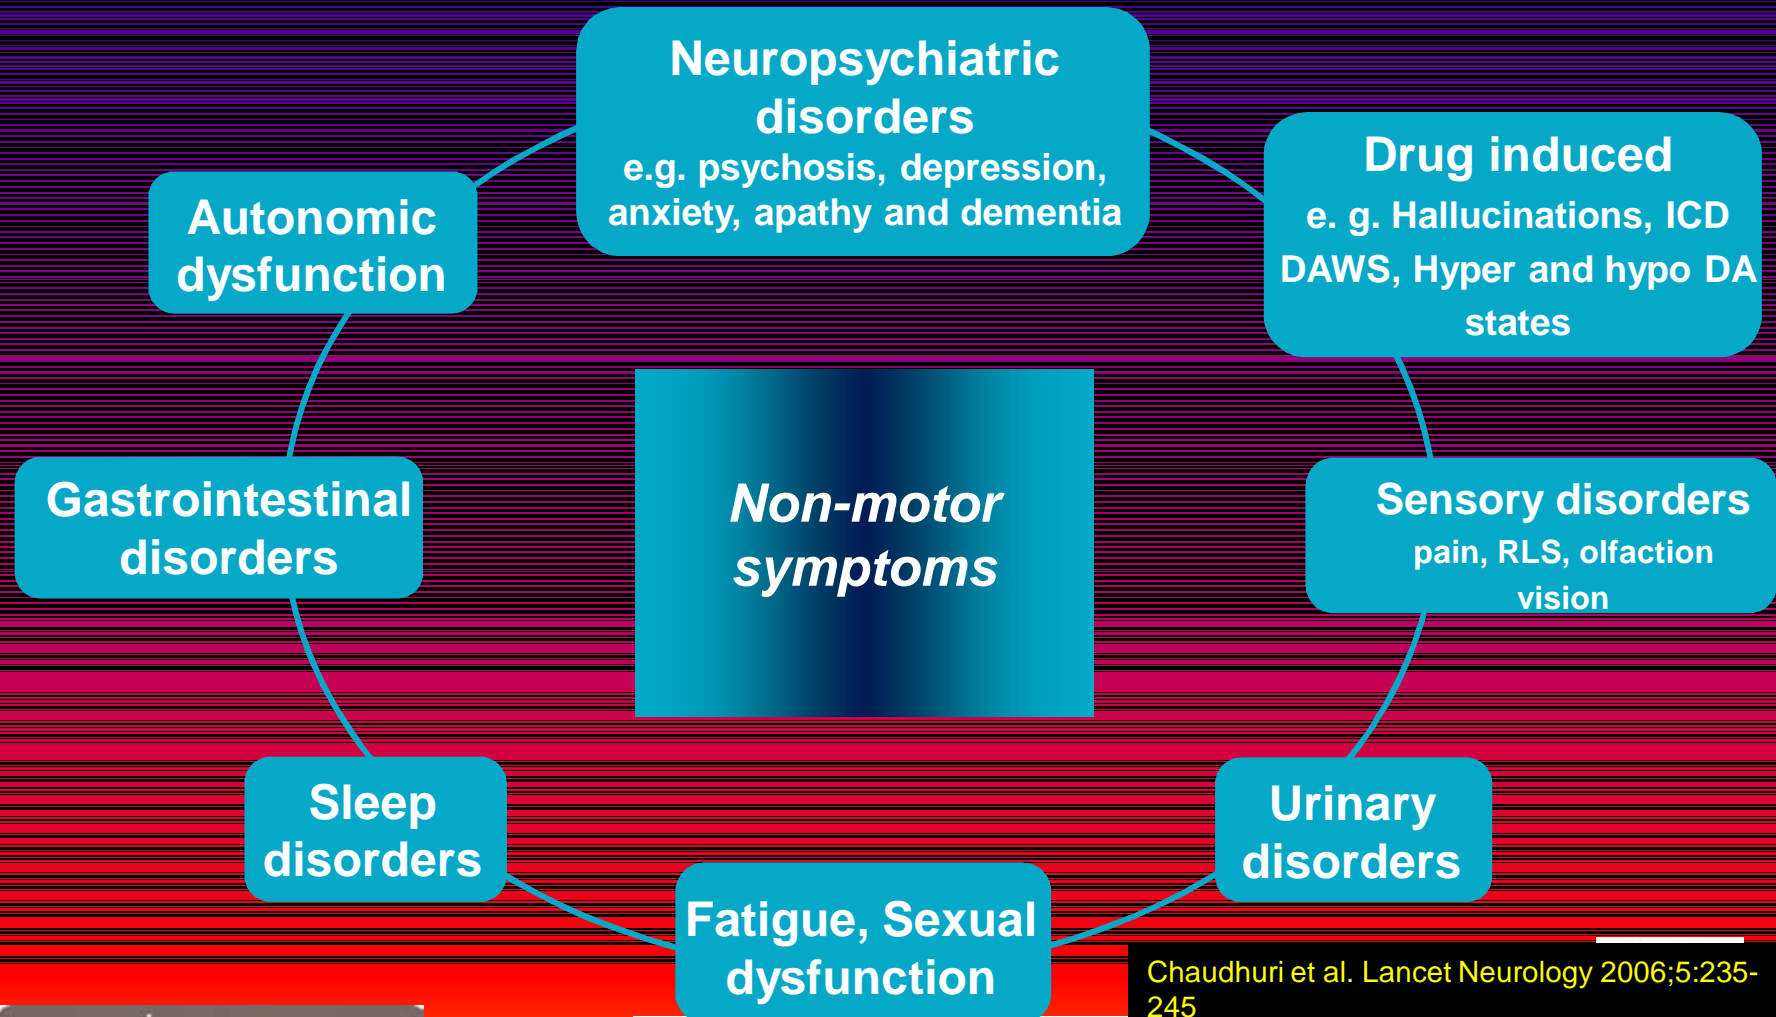 Neuropsychiatric
disorders
e.g. psychosis, depression,
anxiety, apathy and dementia
Drug induced
e. g. Hallucinations, ICD
DAWS, Hyper and hypo DA
states
Autonomic
dysfunction
Gastrointestinal
disorders
Non-motor
symptoms
Sensory disorders
pain, RLS, olfaction
vision
Sleep
disorders
Urinary
disorders
Fatigue, Sexual
dysfunction
Chaudhuri et al. Lancet Neurology 2006;5:235-
245